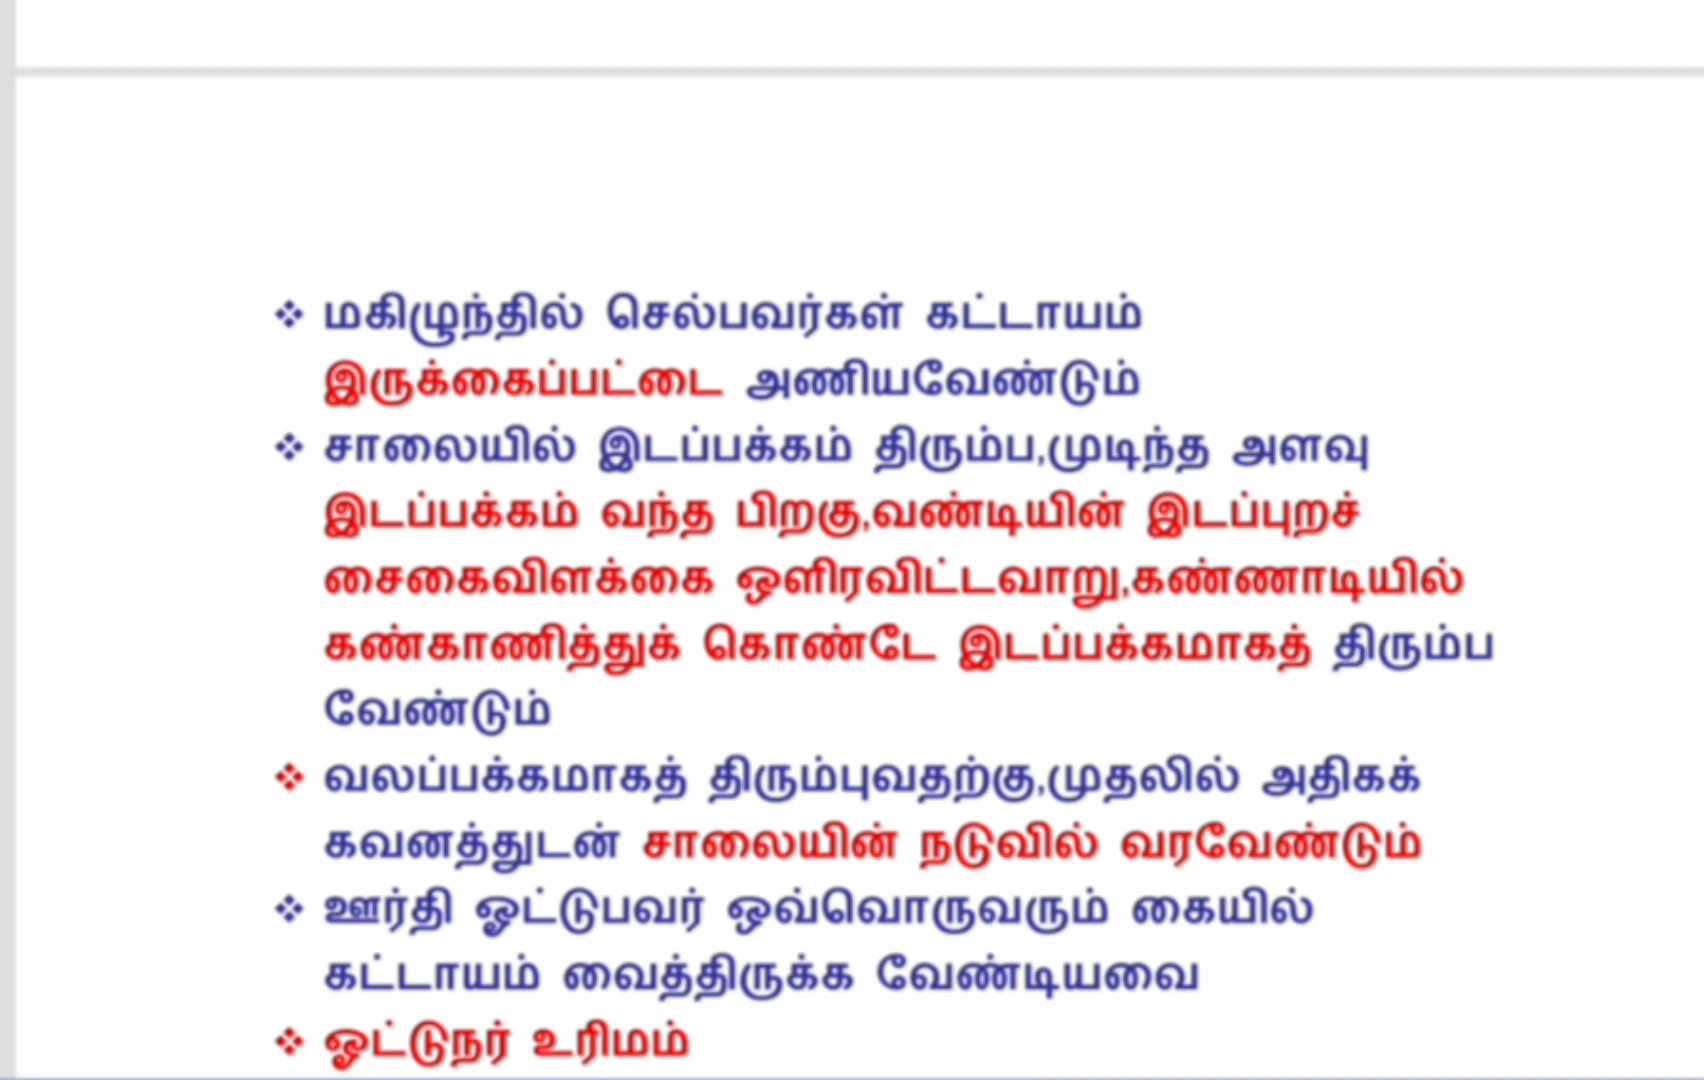 ❖ மகிழுந்தில் செல்பவர்கள் கட்டாயம்
இருக்கைப்பட்டை அணியவேண்டும்
❖ சாலையில் இடப்பக்கம் திரும்ப,முடிந்த அளவு
இடப்பக்கம் வந்த பிறகு,வண்டியின் இடப்புறச்
சைகைவிளக்கை ஒளிரவிட்டவாறு,கண்ணாடியில்
கண்காணித்துக் கொண்டே இடப்பக்கமாகத் திரும்ப
வேண்டும்
❖ வலப்பக்கமாகத் திரும்புவதற்கு,முதலில் அதிகக்
கவனத்துடன் சாலையின் நடுவில் வரவேண்டும்
❖ ஊர்தி ஓட்டுபவர் ஒவ்வொருவரும் கையில்
கட்டாயம் வைத்திருக்க வேண்டியவை
❖ ஓட்டுநர் உரிமம்